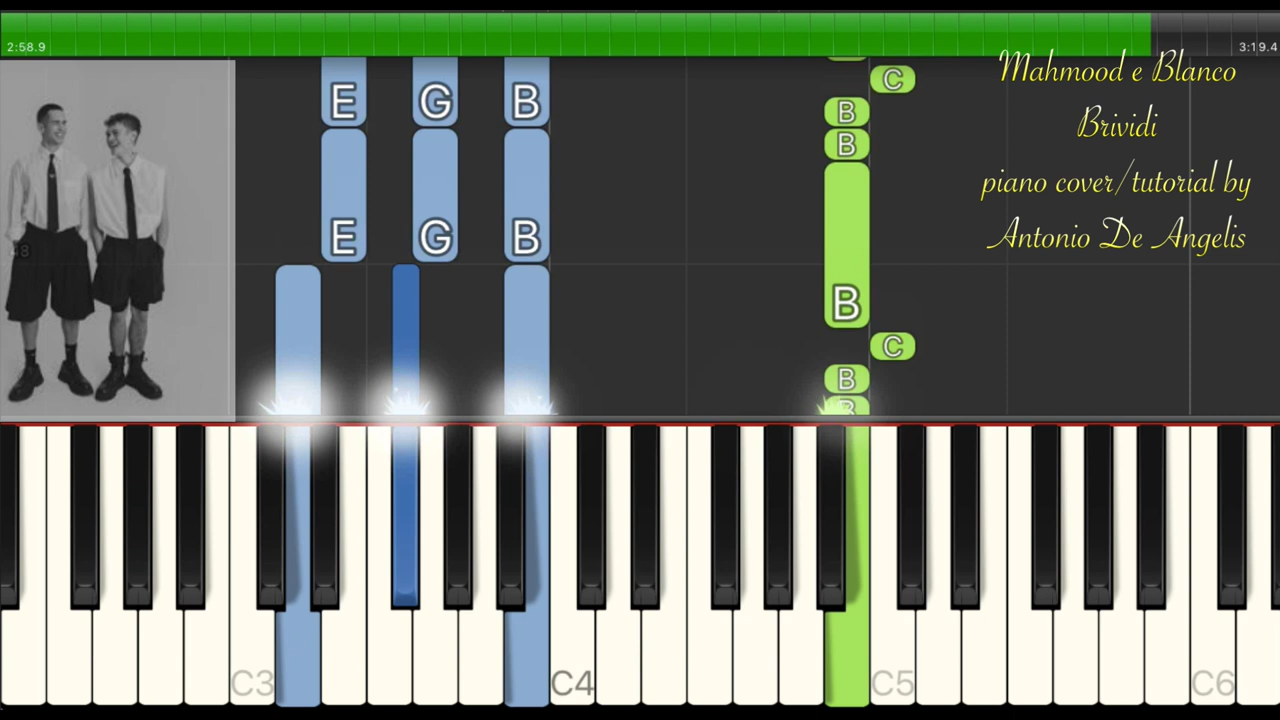 2:58.9
3:19.4
Mahmood e Blanco
Brividi
piano cover/tutorial by
Antonio De Angelis
C
E G B
B
B
E G B
B
C
B
B
C3 C4 C5 C6